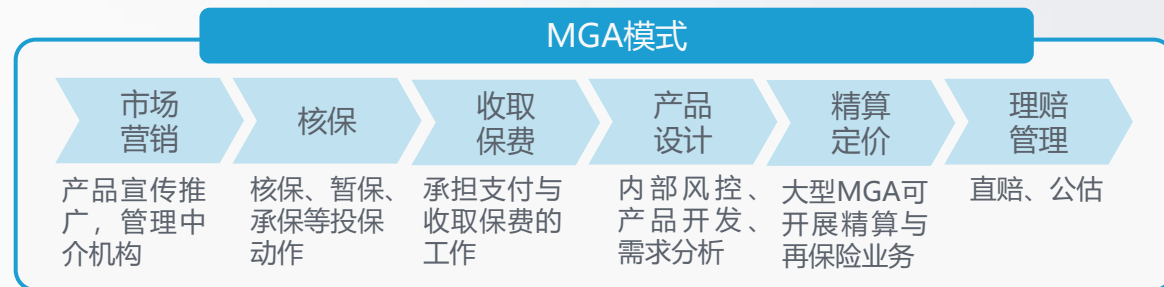 MGA模式
市场
营销
核保
收取
保费
产品
设计
精算
定价
理赔
管理
产品宣传推
广，管理中
介机构
核保、暂保、
承保等投保
动作
承担支付与
收取保费的
工作
内部风控、
产品开发、
需求分析
大型MGA可
开展精算与
再保险业务
直赔、公估